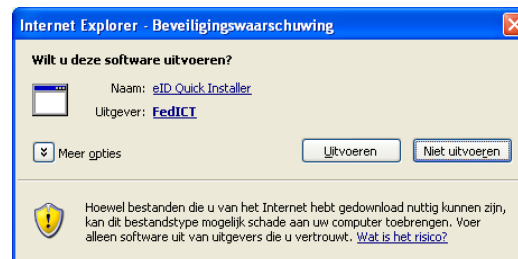 Internet Explorer - Beveiligingswaarschuwing
Wilt u deze software uitvoeren?
Naam: eID Quick Installer
Uitgever: FedICT
Meer opties
Uitvoeren
Niet uitvoeren
Hoewel bestanden die u van het Internet hebt gedownload nuttig kunnen zijn,
kan dit bestandstype mogelijk schade aan uw computer toebrengen. Voer
alleen software uit van uitgevers die u vertrouwt. Wat is het risico?